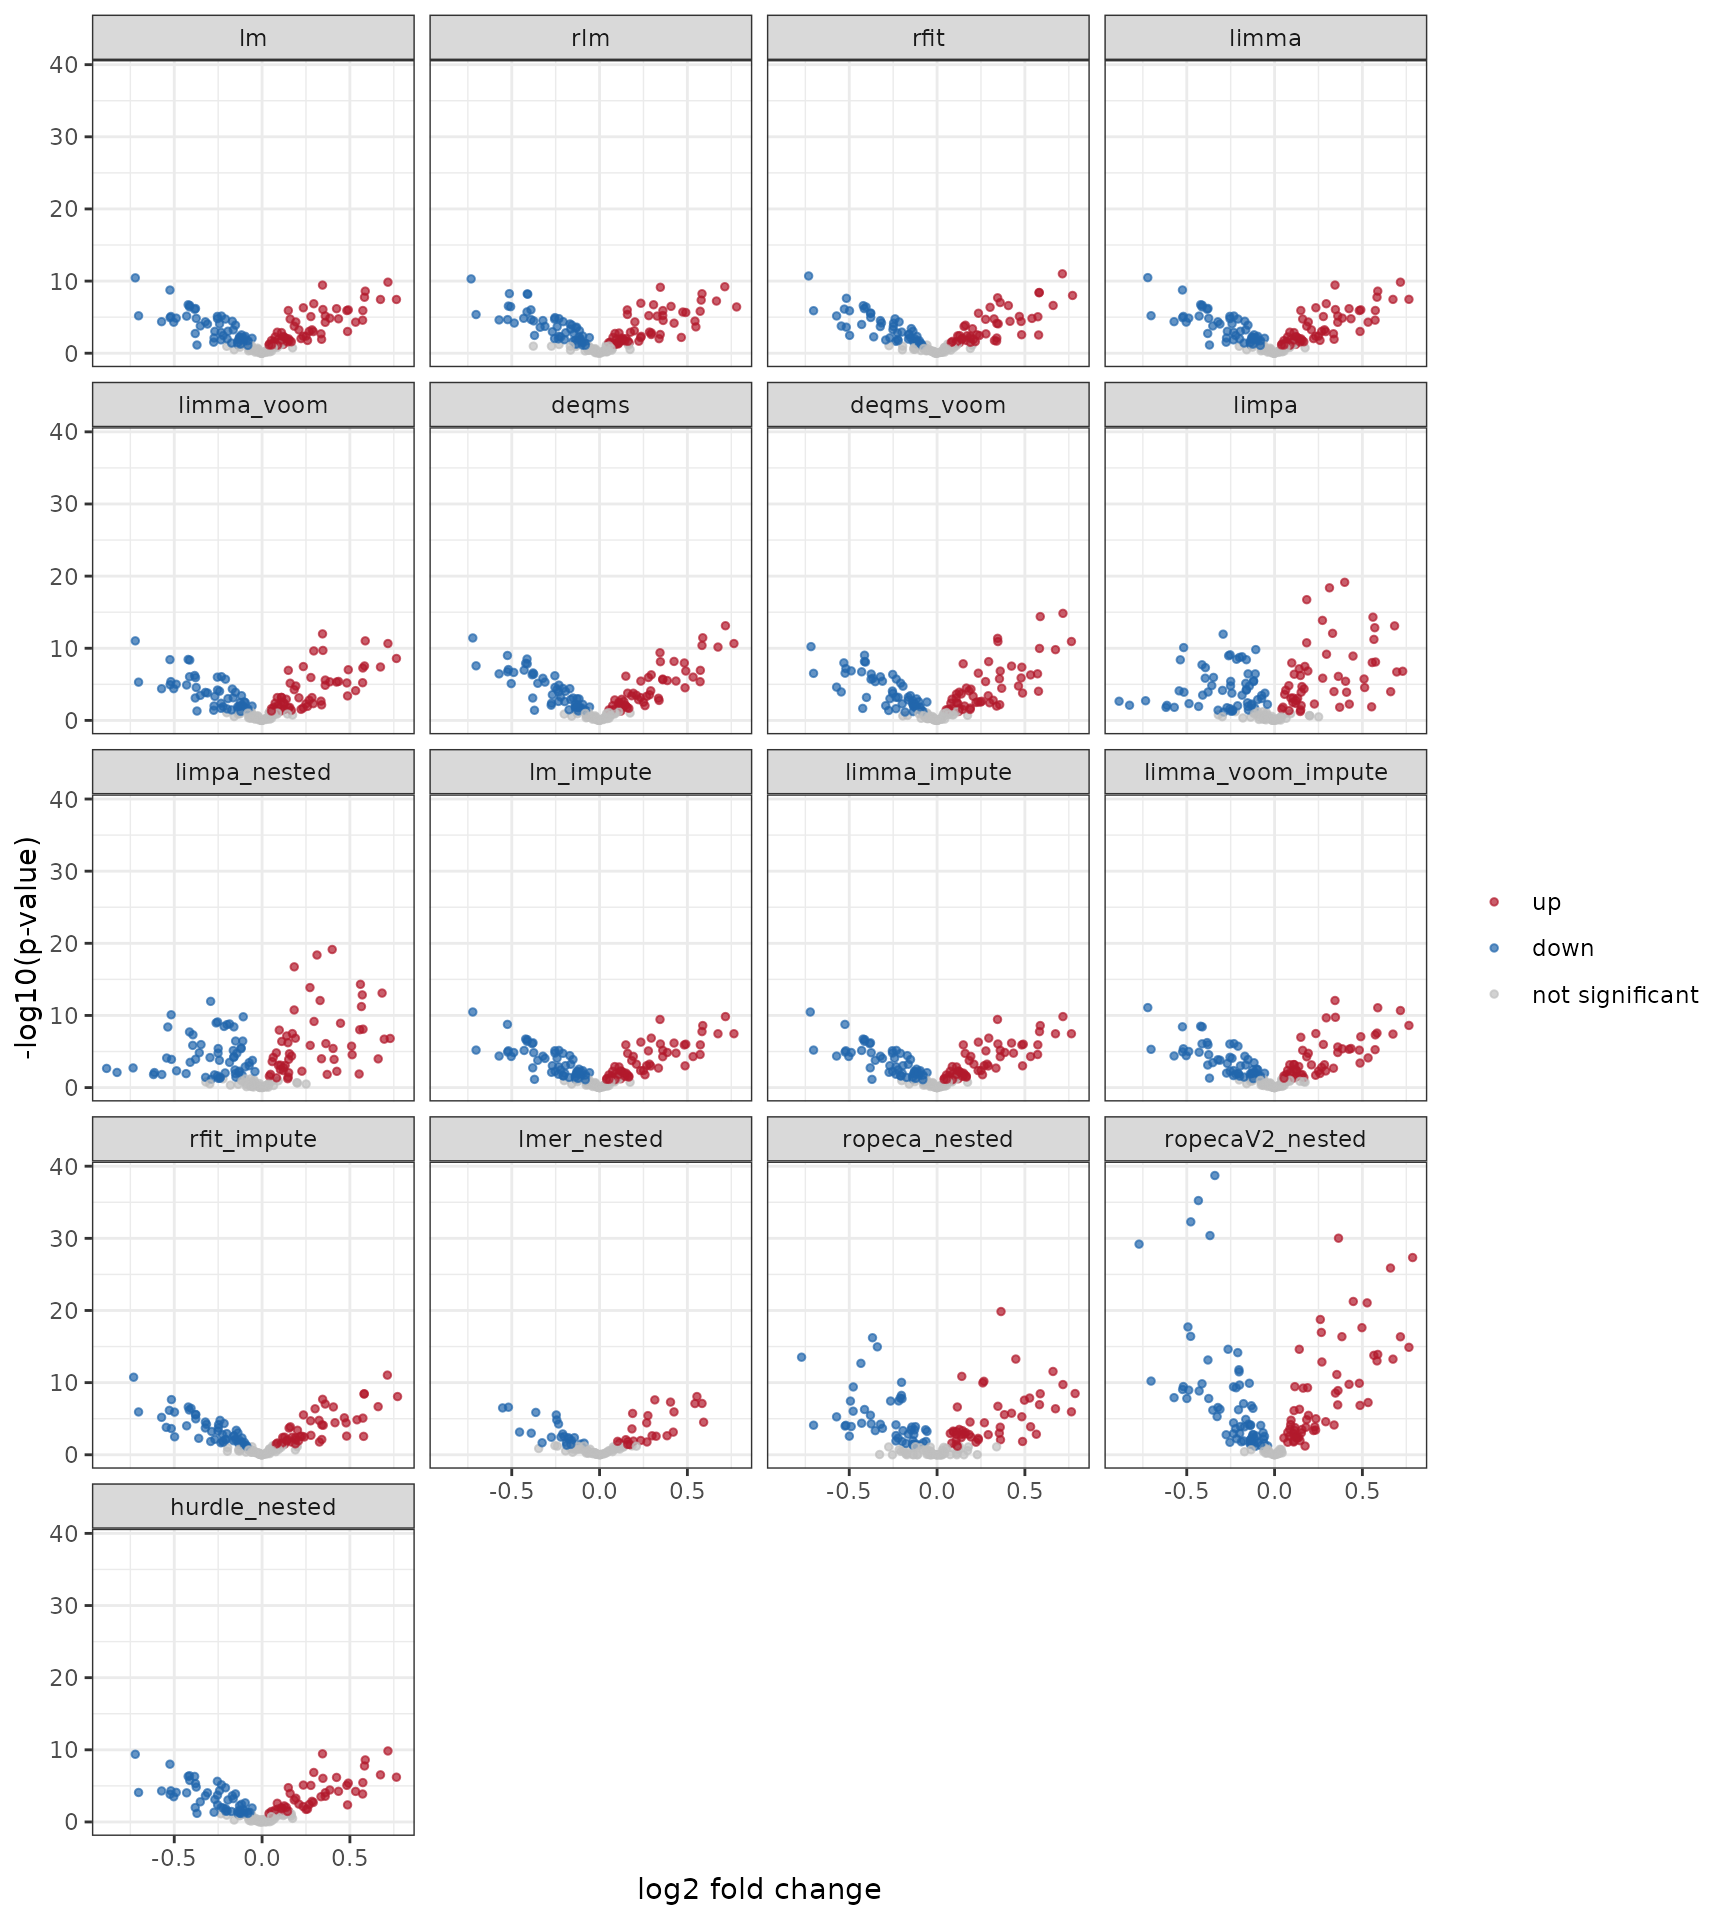 lm rlm rfit limma
40
30
20
10
0
limma_voom deqms deqms_voom limpa
40
30
20
10
0
limpa_nested lm_impute limma_impute limma_voom_impute
40
30
20
10
0
-log10(p-value)
up
down
not significant
rfit_impute lmer_nested ropeca_nested ropecaV2_nested
40
30
20
10
0
-0.5 0.0 0.5 -0.5 0.0 0.5 -0.5 0.0 0.5
hurdle_nested
40
30
20
10
0
-0.5 0.0 0.5
log2 fold change